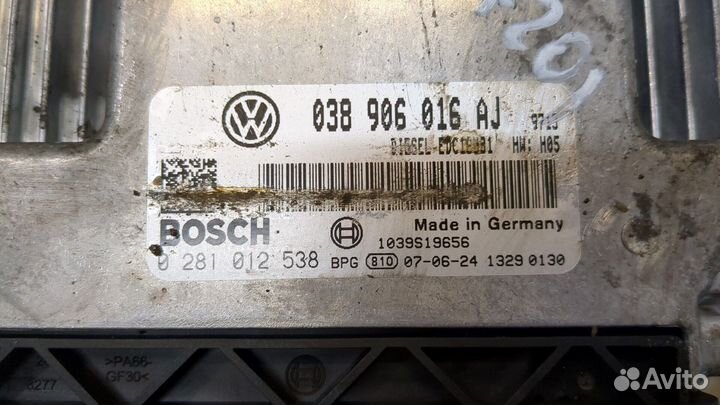 038 906 016 AJ 9713
DIESEL EDC16U31 HW: H05
BOSCH
Made in Germany
1039S19656
0 281 012 538 BPG 810 07-06-24 1329 0130
>PA66-
GF30<
8277
Avito